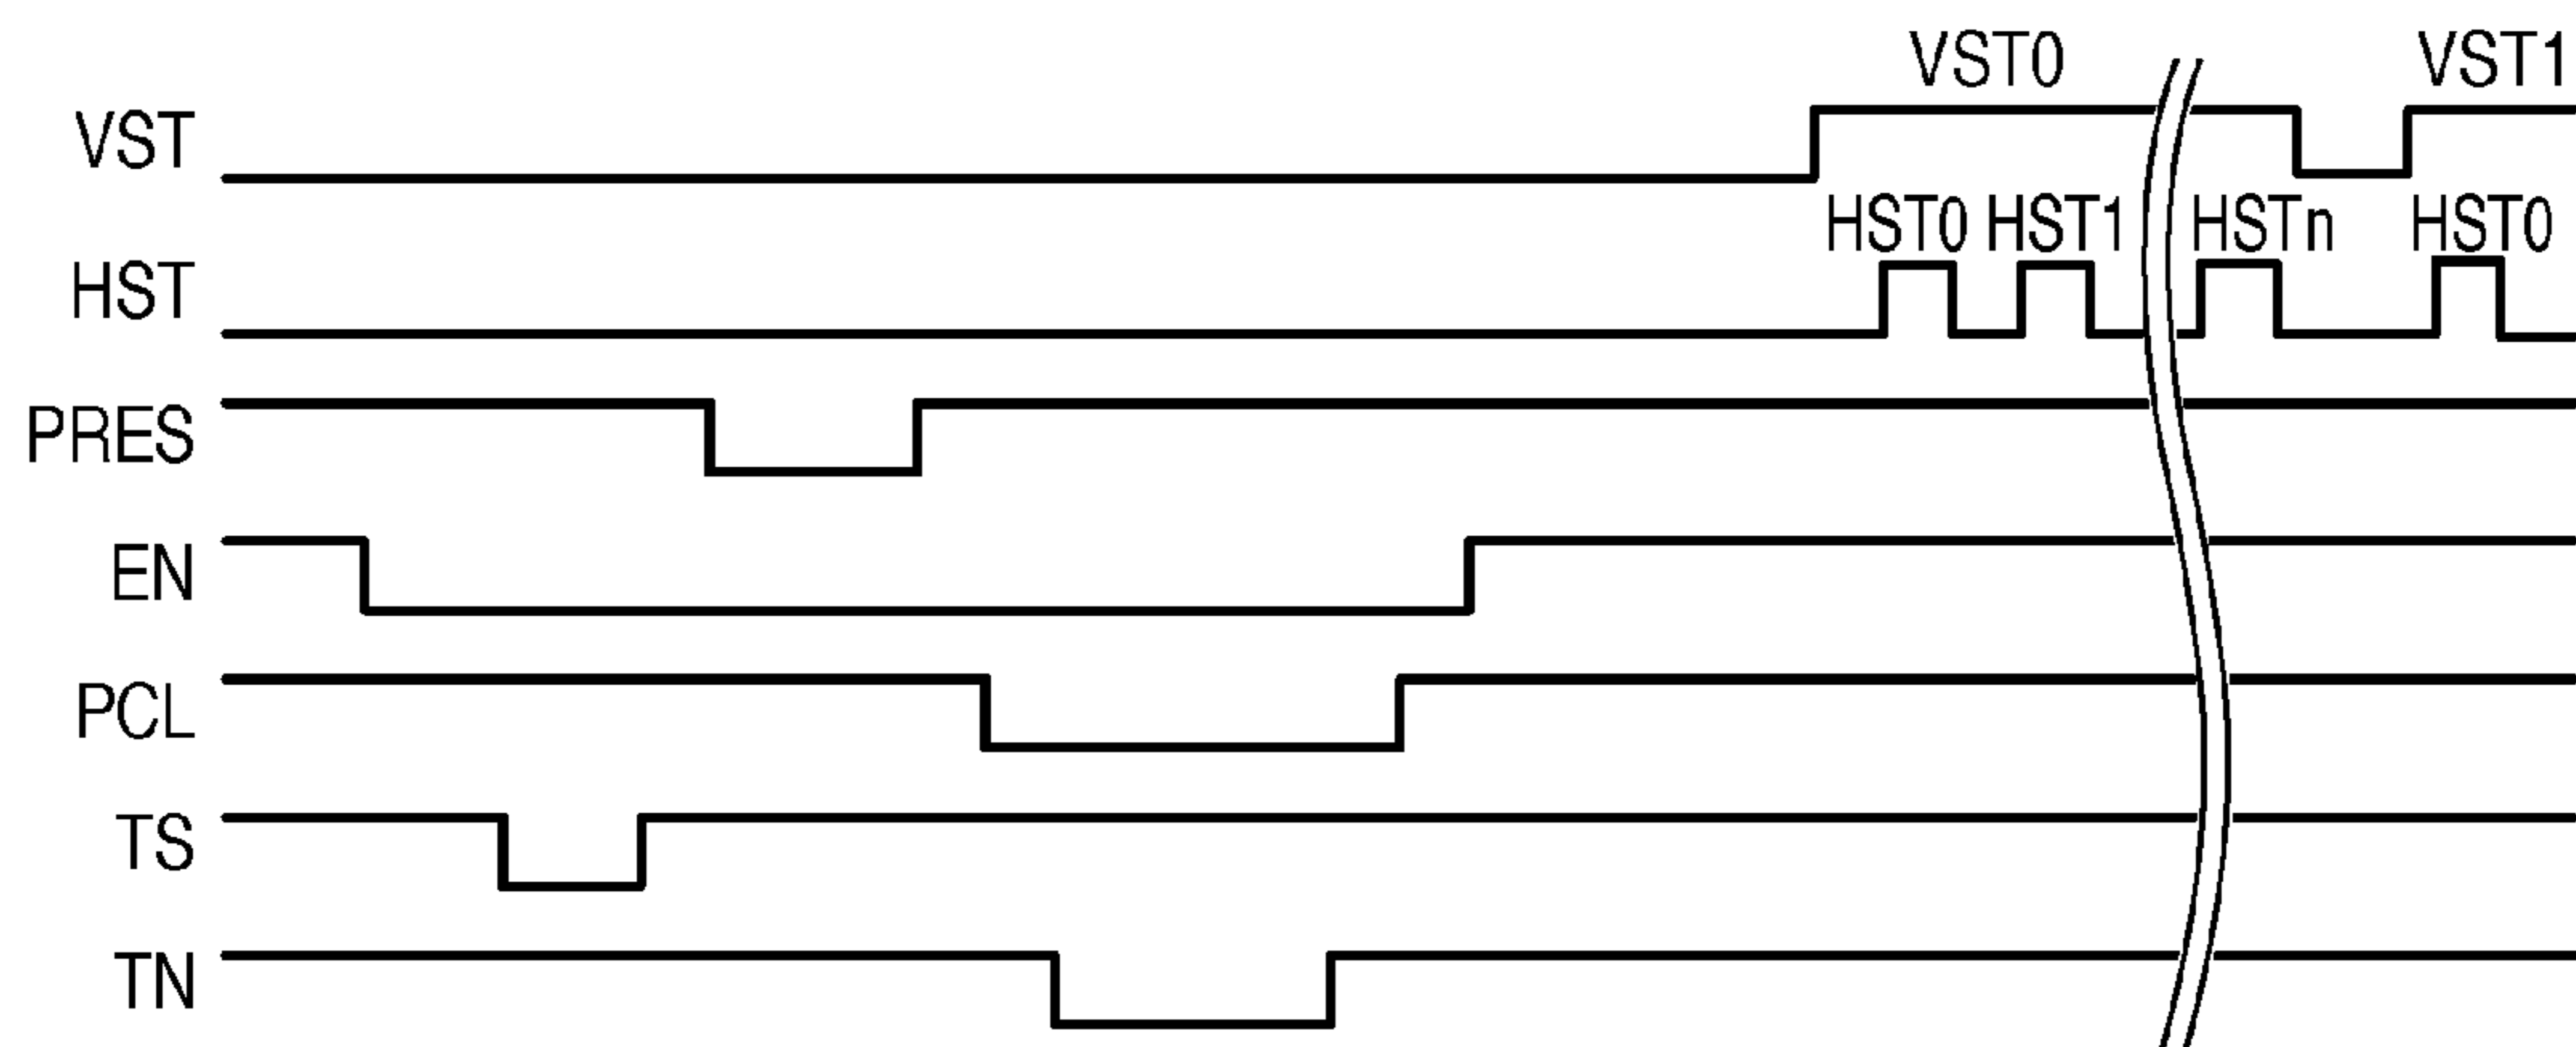 VST0 VST1
VST
HST0 HST1 HSTn HST0
HST
PRES
EN
PCL
TS
TN